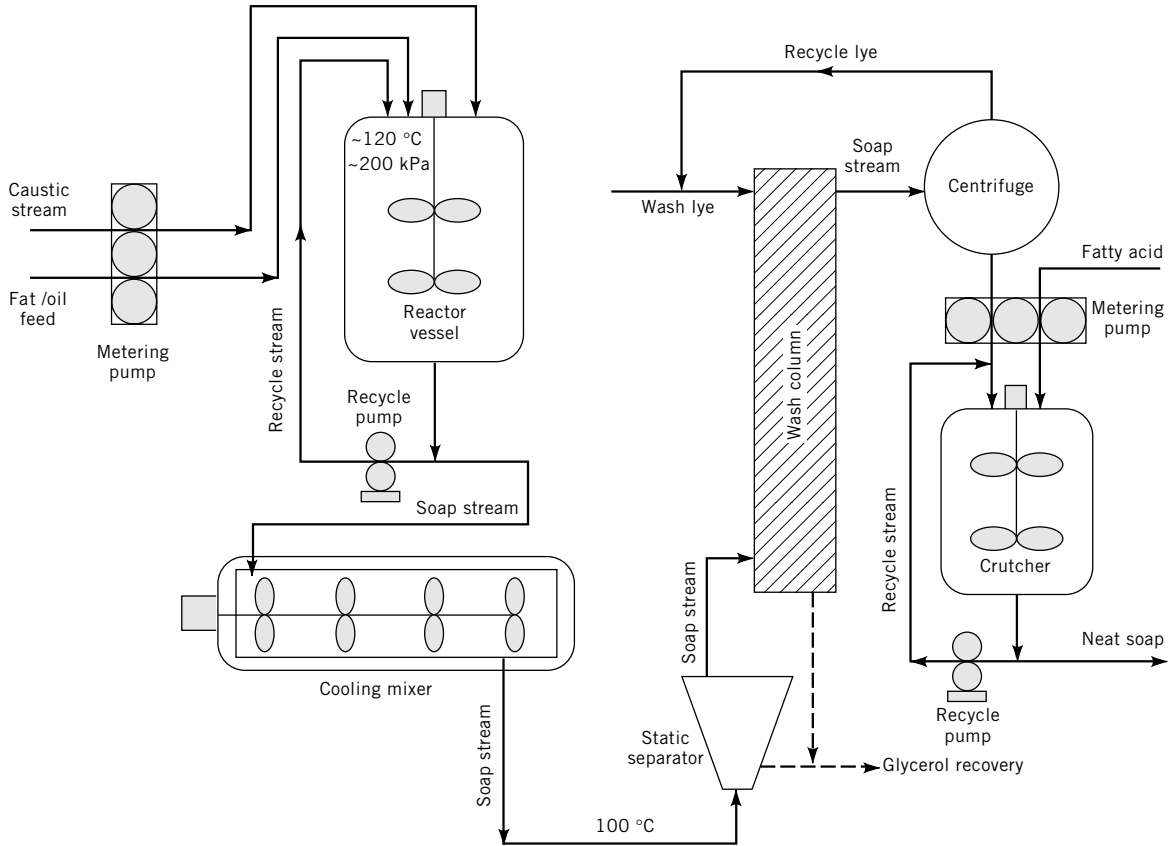 Caustic
stream
Fat /oil
feed
Metering
pump
Recycle stream
~120 °C
~200 kPa
Reactor
vessel
Recycle
pump
Soap stream
Cooling mixer
Soap stream
100 °C
Static
separator
Soap stream
Glycerol recovery
Wash column
Wash lye
Recycle lye
Soap
stream
Centrifuge
Fatty acid
Metering
pump
Recycle stream
Crutcher
Neat soap
Recycle
pump